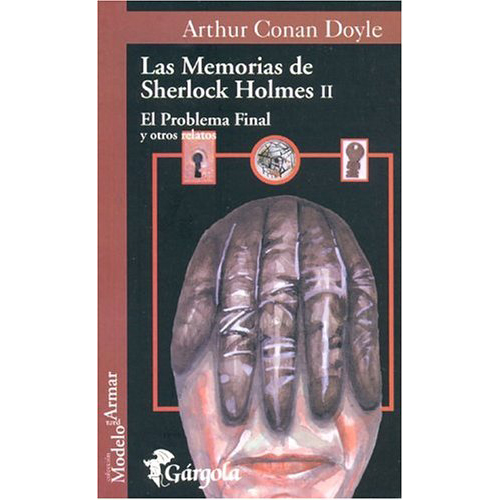 Arthur Conan Doyle
Las Memorias de
Sherlock Holmes II
El Problema Final
y otros relatos
colección
Modelo para Armar
Gárgola